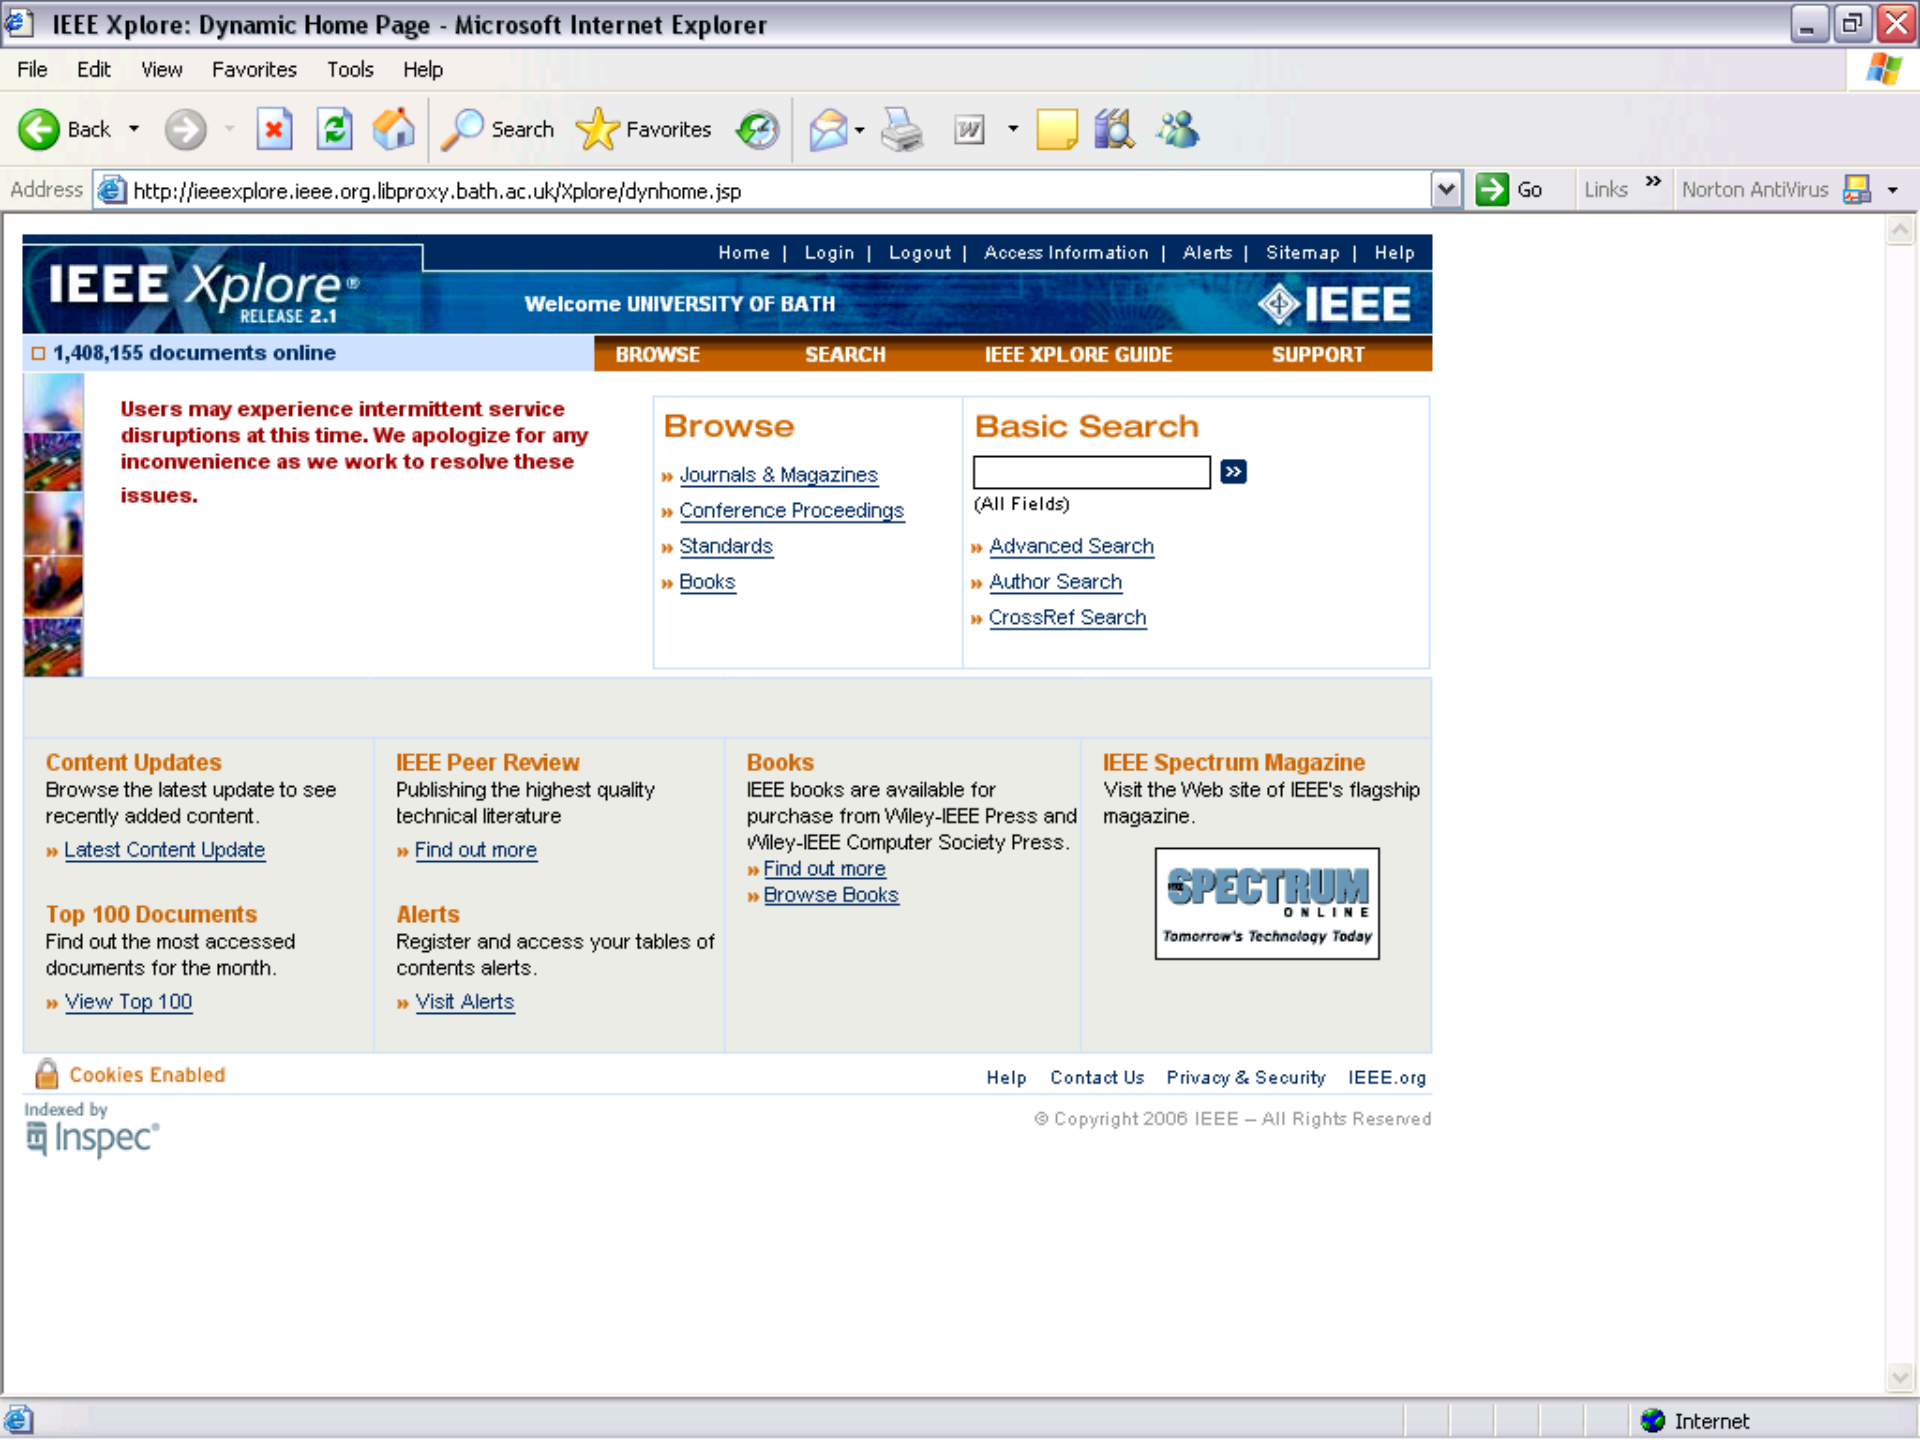 IEEE Xplore: Dynamic Home Page - Microsoft Internet Explorer
File Edit View Favorites Tools Help
Back Search Favorites
Address http://ieeexplore.ieee.org.libproxy.bath.ac.uk/Xplore/dynhome.jsp Go Links » Norton AntiVirus
Home | Login | Logout | Access Information | Alerts | Sitemap | Help
IEEE Xplore®
RELEASE 2.1
Welcome UNIVERSITY OF BATH
IEEE
1,408,155 documents online
BROWSE SEARCH IEEE XPLORE GUIDE SUPPORT
Users may experience intermittent service
disruptions at this time. We apologize for any
inconvenience as we work to resolve these
issues.
Browse
» Journals & Magazines
» Conference Proceedings
» Standards
» Books
Basic Search
»
(All Fields)
» Advanced Search
» Author Search
» CrossRef Search
Content Updates
Browse the latest update to see
recently added content.
» Latest Content Update
Top 100 Documents
Find out the most accessed
documents for the month.
» View Top 100
IEEE Peer Review
Publishing the highest quality
technical literature
» Find out more
Alerts
Register and access your tables of
contents alerts.
» Visit Alerts
Books
IEEE books are available for
purchase from Wiley-IEEE Press and
Wiley-IEEE Computer Society Press.
» Find out more
» Browse Books
IEEE Spectrum Magazine
Visit the Web site of IEEE's flagship
magazine.
IEEE SPECTRUM
ONLINE
Tomorrow's Technology Today
Cookies Enabled
Help Contact Us Privacy & Security IEEE.org
Indexed by
Inspec®
© Copyright 2006 IEEE – All Rights Reserved
Internet